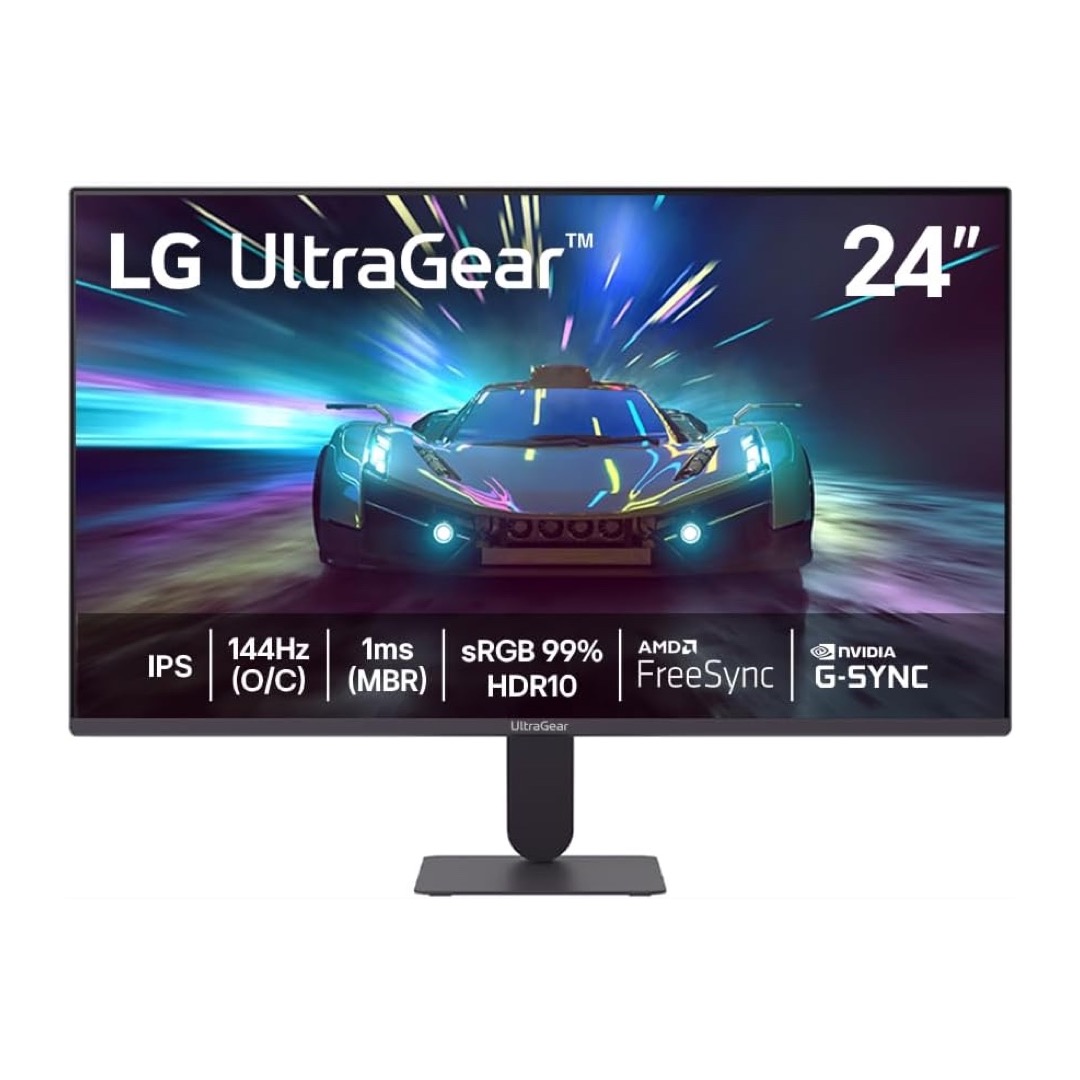 LG UltraGear™
24"
IPS
144Hz
(O/C)
1ms
(MBR)
sRGB 99%
HDR10
AMD
FreeSync
NVIDIA
G-SYNC
UltraGear